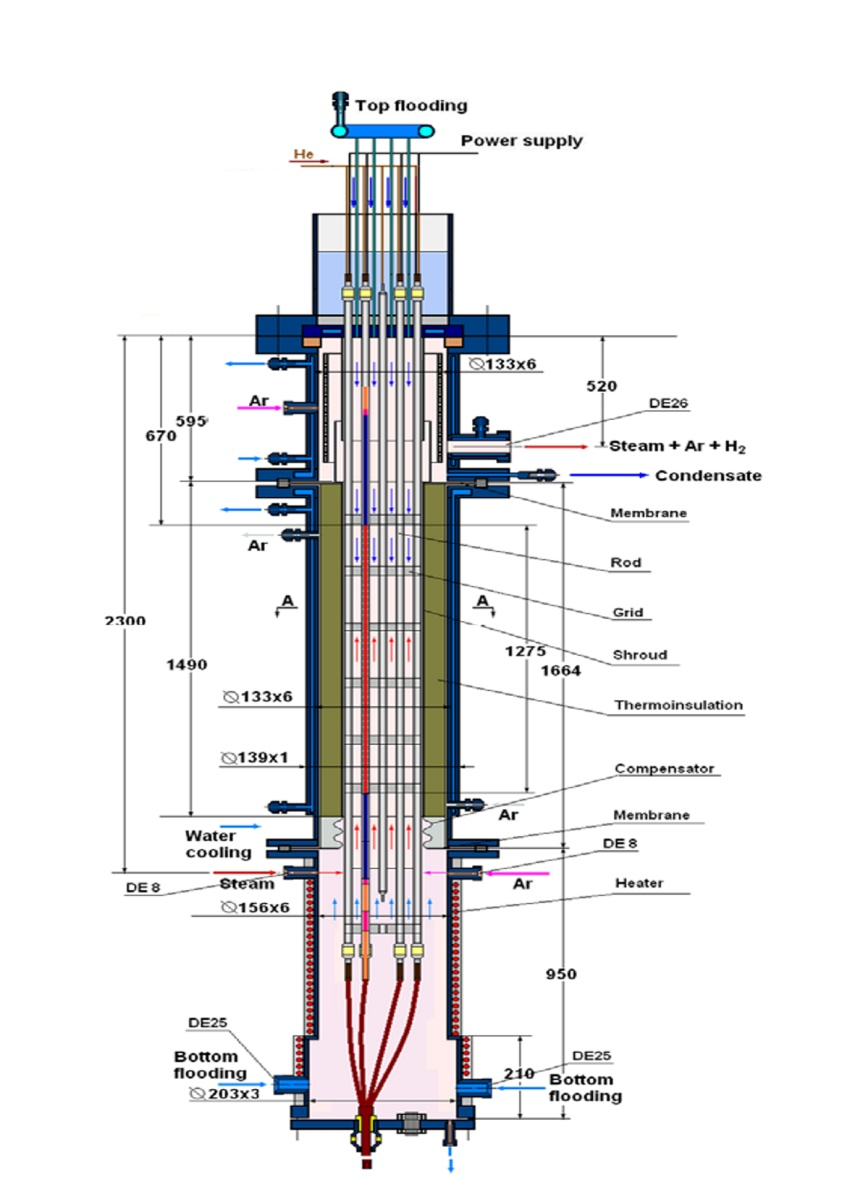 Top flooding
Power supply
He
∅133x6
520
Ar
595
DE26
670
Steam + Ar + H2
Condensate
Membrane
Ar
Rod
A
A
Grid
2300
1275
Shroud
1490
1664
∅133x6
Thermoinsulation
∅139x1
Compensator
Ar
Membrane
Water
cooling
DE 8
Steam
Ar
DE 8
Heater
∅156x6
950
DE25
Bottom
flooding
DE25
210
Bottom
flooding
∅203x3